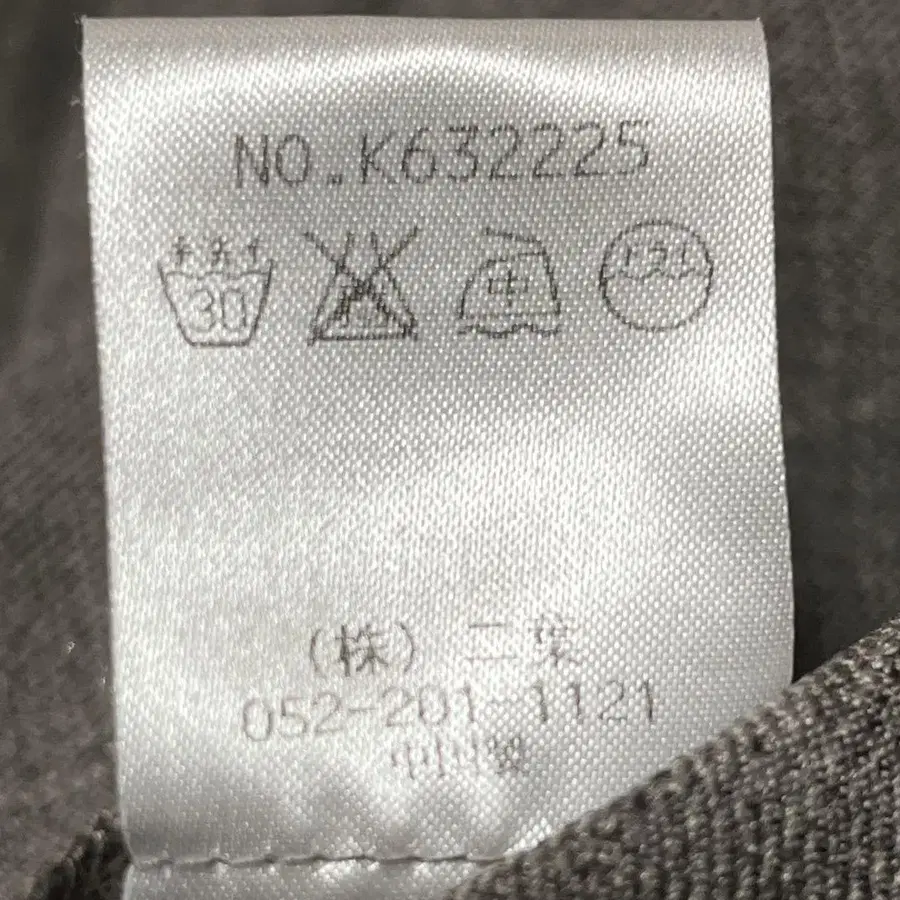 NO.K632225
手洗イ 30 中 ドライ
(株) 二葉
052-201-1121
中国製